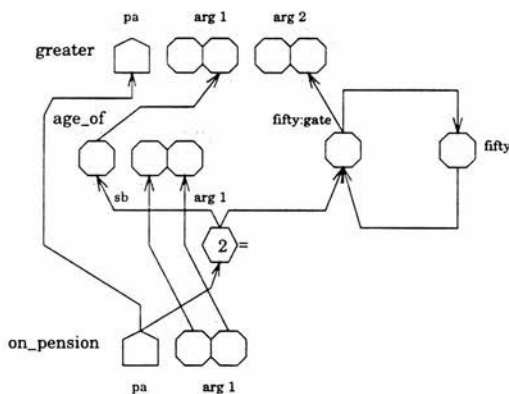 pa arg 1 arg 2
greater
age_of fifty:gate
fifty
sb arg 1
2 =
on_pension
pa arg 1